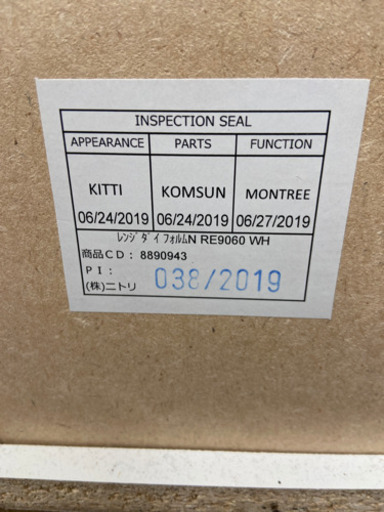 INSPECTION SEAL
APPEARANCE PARTS FUNCTION
KITTI KOMSUN MONTREE
06/24/2019 06/24/2019 06/27/2019
ﾚﾝｼﾞﾀﾞｲ ﾌｫﾙﾑN RE9060 WH
商品ＣＤ： 8890943
ＰＩ： 038/2019
(株)ニトリ